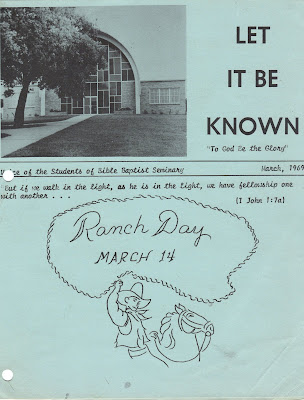 LET
IT BE
KNOWN
"To God Be the Glory"
of the Students of Bible Baptist Seminary March, 1969
but if we walk in the light, as he is in the light, we have fellowship one
with another . . . (I John 1:7a)
Ranch Day
MARCH 14